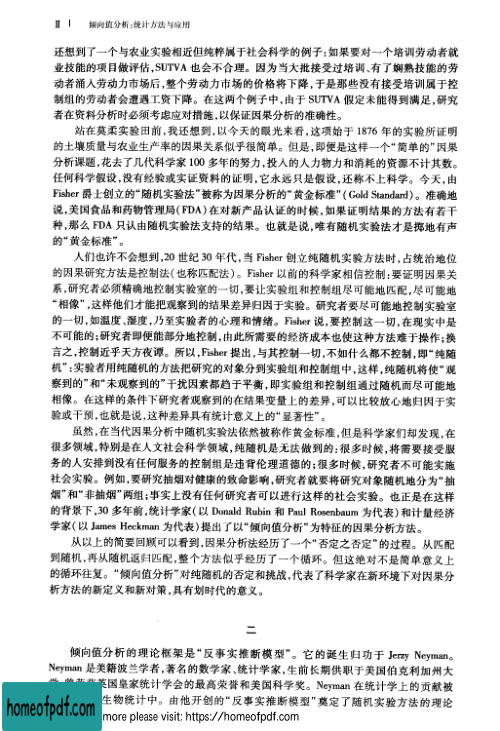 Ⅱ | 倾向值分析:统计方法与应用
还想到了一个与农业实验相近但纯粹属于社会科学的例子:如果要对一个培训劳动者就
业技能的项目做评估,SUTVA 也会不合理。因为当大批接受过培训、有了娴熟技能的劳
动者涌入劳动力市场后,整个劳动力市场的价格将下降,于是那些没有接受培训属于控
制组的劳动者会遭遇工资下降。在这两个例子中,由于 SUTVA 假定未能得到满足,研究
者在资料分析时必须考虑应对措施,以保证因果分析的准确性。
站在莫柔实验田前,我还想到,以今天的眼光来看,这项始于 1876 年的实验所证明
的土壤质量与农业生产率的因果关系似乎很简单。但是,即便是这样一个“简单的”因果
分析课题,花去了几代科学家 100 多年的努力,投入的人力物力和消耗的资源不计其数。
任何科学假设,没有经验或实证资料的证明,它永远只是假设,还称不上科学。今天,由
Fisher 爵士创立的“随机实验法”被称为因果分析的“黄金标准”(Gold Standard)。准确地
说,美国食品和药物管理局(FDA)在对新产品认证的时候,如果证明结果的方法有若干
种,那么 FDA 只认由随机实验法支持的结果。也就是说,唯有随机实验法才是掷地有声
的“黄金标准”。
人们也许不会想到,20 世纪 30 年代,当 Fisher 创立纯随机实验方法时,占统治地位
的因果研究方法是控制法(也称匹配法)。Fisher 以前的科学家相信控制:要证明因果关
系,研究者必须精确地控制实验室的一切,要让实验组和控制组尽可能地匹配,尽可能地
“相像”,这样他们才能把观察到的结果差异归因于实验。研究者要尽可能地控制实验室
的一切,如温度、湿度,乃至实验者的心理和情绪。Fisher 说,要控制这一切,在现实中是
不可能的;研究者即便能部分地控制,由此所需要的经济成本也使这种方法难于操作;换
言之,控制近乎天方夜谭。所以,Fisher 提出,与其控制一切,不如什么都不控制,即“纯随
机”:实验者用纯随机的方法把研究的对象分到实验组和控制组中,这样,纯随机将使“观
察到的”和“未观察到的”干扰因素都趋于平衡,即实验组和控制组通过随机而尽可能地
相像。在这样的条件下研究者观察到的在结果变量上的差异,可以比较放心地归因于实
验或干预,也就是说,这种差异具有统计意义上的“显著性”。
虽然,在当代因果分析中随机实验法依然被称作黄金标准,但是科学家们却发现,在
很多领域,特别是在人文社会科学领域,纯随机是无法做到的;很多时候,将需要接受服
务的人安排到没有任何服务的控制组是违背伦理道德的;很多时候,研究者不可能实施
社会实验。例如,要研究抽烟对健康的致命影响,研究者就要将研究对象随机地分为“抽
烟”和“非抽烟”两组;事实上没有任何研究者可以进行这样的社会实验。也正是在这样
的背景下,30 多年前,统计学家(以 Donald Rubin 和 Paul Rosenbaum 为代表)和计量经济
学家(以 James Heckman 为代表)提出了以“倾向值分析”为特征的因果分析方法。
从以上的简要回顾可以看到,因果分析法经历了一个“否定之否定”的过程。从匹配
到随机,再从随机返归匹配,整个方法似乎经历了一个循环。但这绝对不是简单意义上
的循环往复。“倾向值分析”对纯随机的否定和挑战,代表了科学家在新环境下对因果分
析方法的新定义和新对策,具有划时代的意义。
二
倾向值分析的理论框架是“反事实推断模型”。它的诞生归功于 Jerzy Neyman。
Neyman 是美籍波兰学者,著名的数学家、统计学家,生前长期供职于美国伯克利加州大
英国皇家统计学会的最高荣誉和美国科学奖。Neyman 在统计学上的贡献被
生物统计中。由他开创的“反事实推断模型”奠定了随机实验方法的理论
homeofpdf.com
more please visit: https://homeofpdf.com